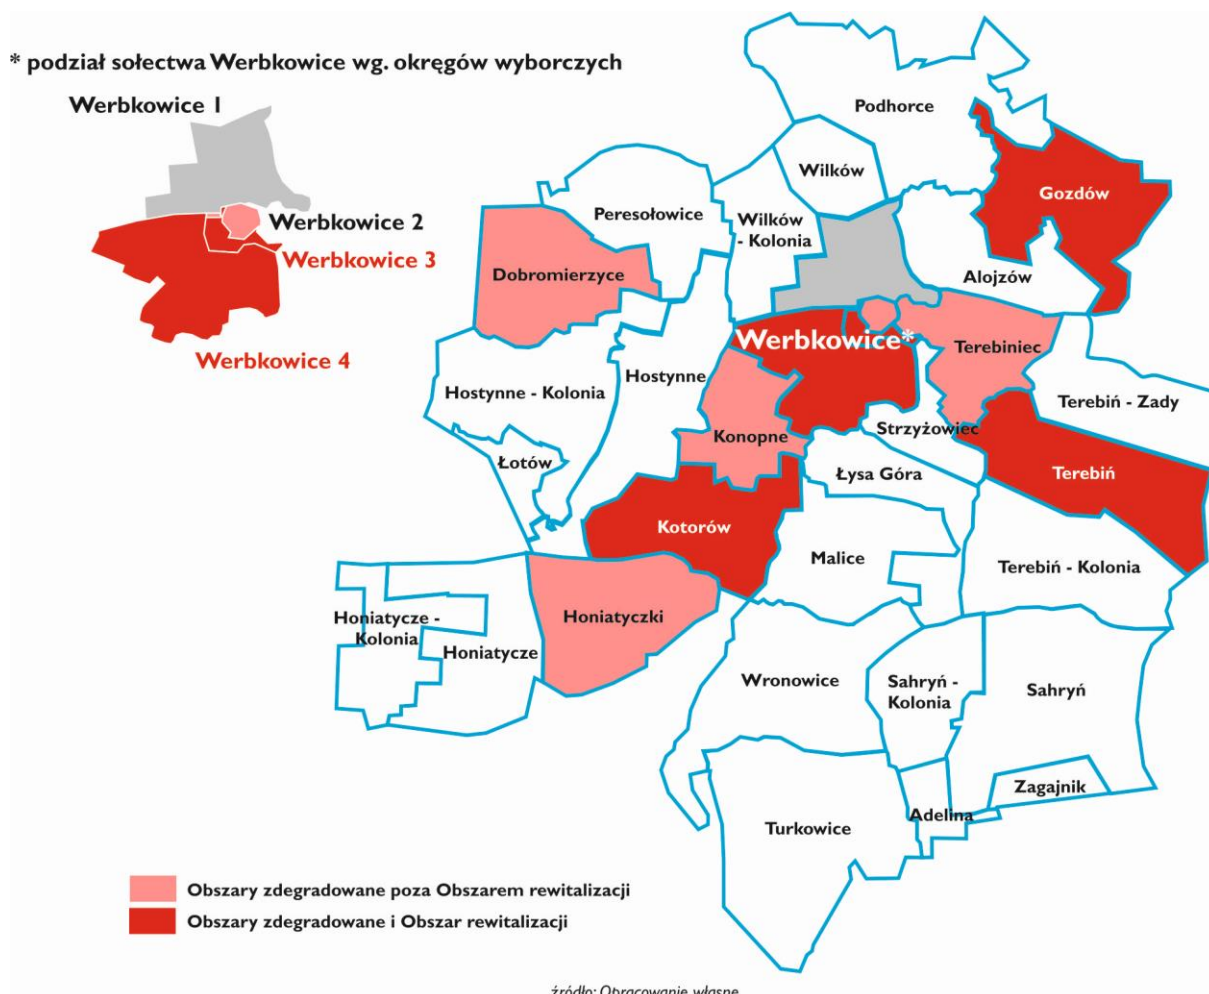 * podział sołectwa Werbkowice wg. okręgów wyborczych
Werbkowice 1
Werbkowice 2
Werbkowice 3
Werbkowice 4
Podhorce
Wilków
Gozdów
Peresołowice
Wilków
- Kolonia
Dobromierzyce
Alojzów
Werbkowice*
Terebiniec
Hostynne
Hostynne - Kolonia
Terebiń - Zady
Konopne
Strzyżowiec
Łotów
Łysa Góra
Terebiń
Kotorów
Malice
Terebiń - Kolonia
Honiatycze -
Kolonia
Honiatyczki
Honiatycze
Wronowice
Sahryń -
Kolonia
Sahryń
Zagajnik
Adelina
Turkowice
Obszary zdegradowane poza Obszarem rewitalizacji
Obszary zdegradowane i Obszar rewitalizacji
źródło: Opracowanie własne